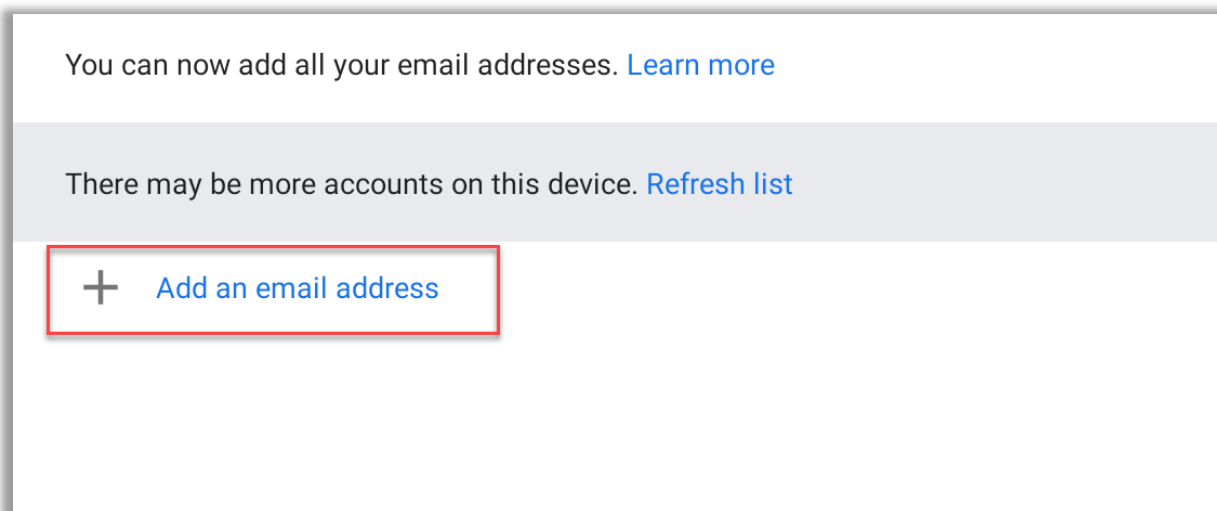 You can now add all your email addresses. Learn more
There may be more accounts on this device. Refresh list
Add an email address